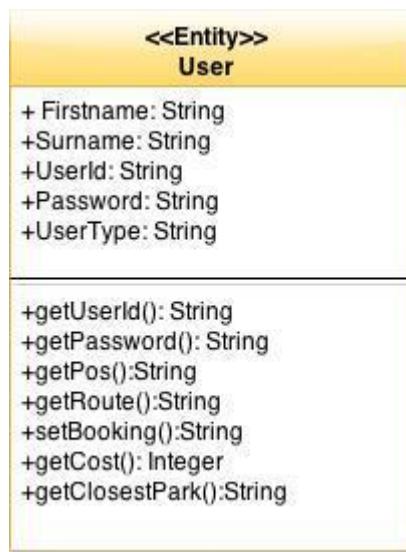 <<Entity>>
User
+ Firstname: String
+Surname: String
+UserId: String
+Password: String
+UserType: String
+getUserId(): String
+getPassword(): String
+getPos():String
+getRoute():String
+setBooking():String
+getCost(): Integer
+getClosestPark():String